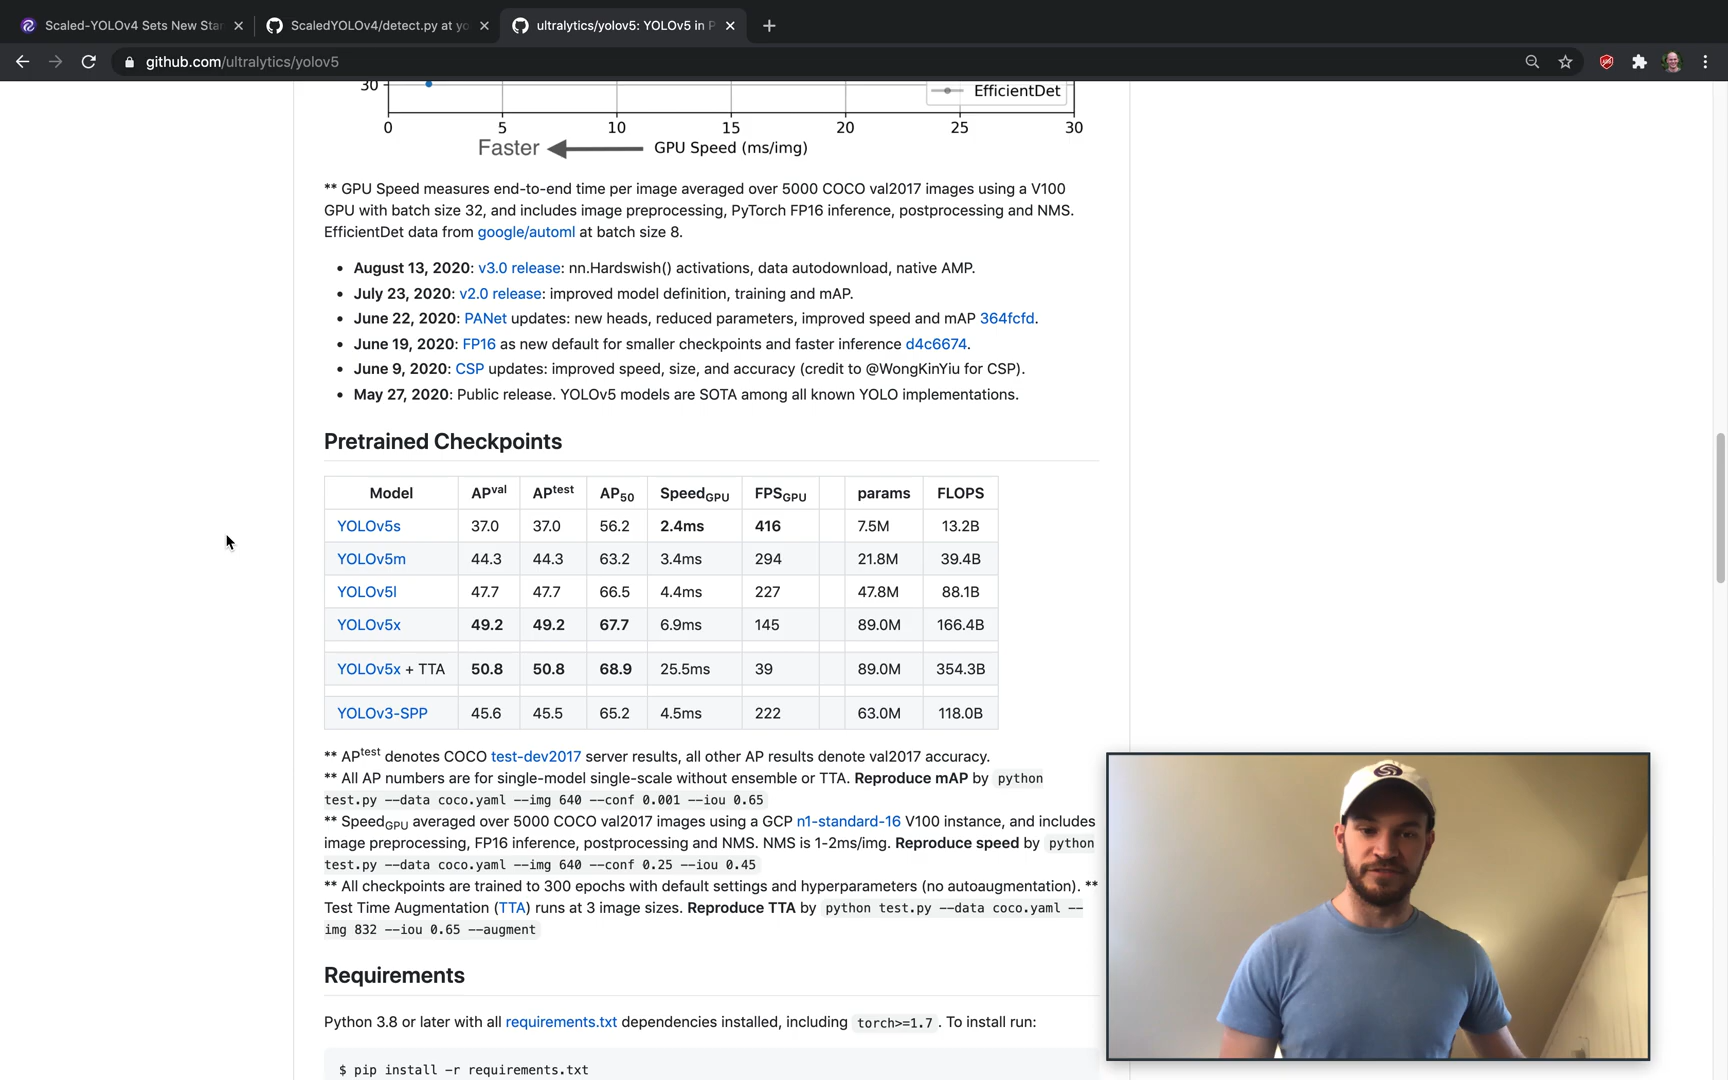 Scaled-YOLOv4 Sets New Sta
ScaledYOLOv4/detect.py at yo
ultralytics/yolov5: YOLOv5 in P
github.com/ultralytics/yolov5
30
EfficientDet
0 5 10 15 20 25 30
Faster GPU Speed (ms/img)
** GPU Speed measures end-to-end time per image averaged over 5000 COCO val2017 images using a V100
GPU with batch size 32, and includes image preprocessing, PyTorch FP16 inference, postprocessing and NMS.
EfficientDet data from google/automl at batch size 8.
• August 13, 2020: v3.0 release: nn.Hardswish() activations, data autodownload, native AMP.
• July 23, 2020: v2.0 release: improved model definition, training and mAP.
• June 22, 2020: PANet updates: new heads, reduced parameters, improved speed and mAP 364fcfd.
• June 19, 2020: FP16 as new default for smaller checkpoints and faster inference d4c6674.
• June 9, 2020: CSP updates: improved speed, size, and accuracy (credit to @WongKinYiu for CSP).
• May 27, 2020: Public release. YOLOv5 models are SOTA among all known YOLO implementations.
Pretrained Checkpoints
Model APval APtest AP50 SpeedGPU FPSGPU params FLOPS
YOLOv5s 37.0 37.0 56.2 2.4ms 416 7.5M 13.2B
YOLOv5m 44.3 44.3 63.2 3.4ms 294 21.8M 39.4B
YOLOv5l 47.7 47.7 66.5 4.4ms 227 47.8M 88.1B
YOLOv5x 49.2 49.2 67.7 6.9ms 145 89.0M 166.4B
YOLOv5x + TTA 50.8 50.8 68.9 25.5ms 39 89.0M 354.3B
YOLOv3-SPP 45.6 45.5 65.2 4.5ms 222 63.0M 118.0B
** APtest denotes COCO test-dev2017 server results, all other AP results denote val2017 accuracy.
** All AP numbers are for single-model single-scale without ensemble or TTA. Reproduce mAP by python
test.py --data coco.yaml --img 640 --conf 0.001 --iou 0.65
** SpeedGPU averaged over 5000 COCO val2017 images using a GCP n1-standard-16 V100 instance, and includes
image preprocessing, FP16 inference, postprocessing and NMS. NMS is 1-2ms/img. Reproduce speed by python
test.py --data coco.yaml --img 640 --conf 0.25 --iou 0.45
** All checkpoints are trained to 300 epochs with default settings and hyperparameters (no autoaugmentation). **
Test Time Augmentation (TTA) runs at 3 image sizes. Reproduce TTA by python test.py --data coco.yaml --
img 832 --iou 0.65 --augment
Requirements
Python 3.8 or later with all requirements.txt dependencies installed, including torch>=1.7 . To install run:
$ pip install -r requirements.txt